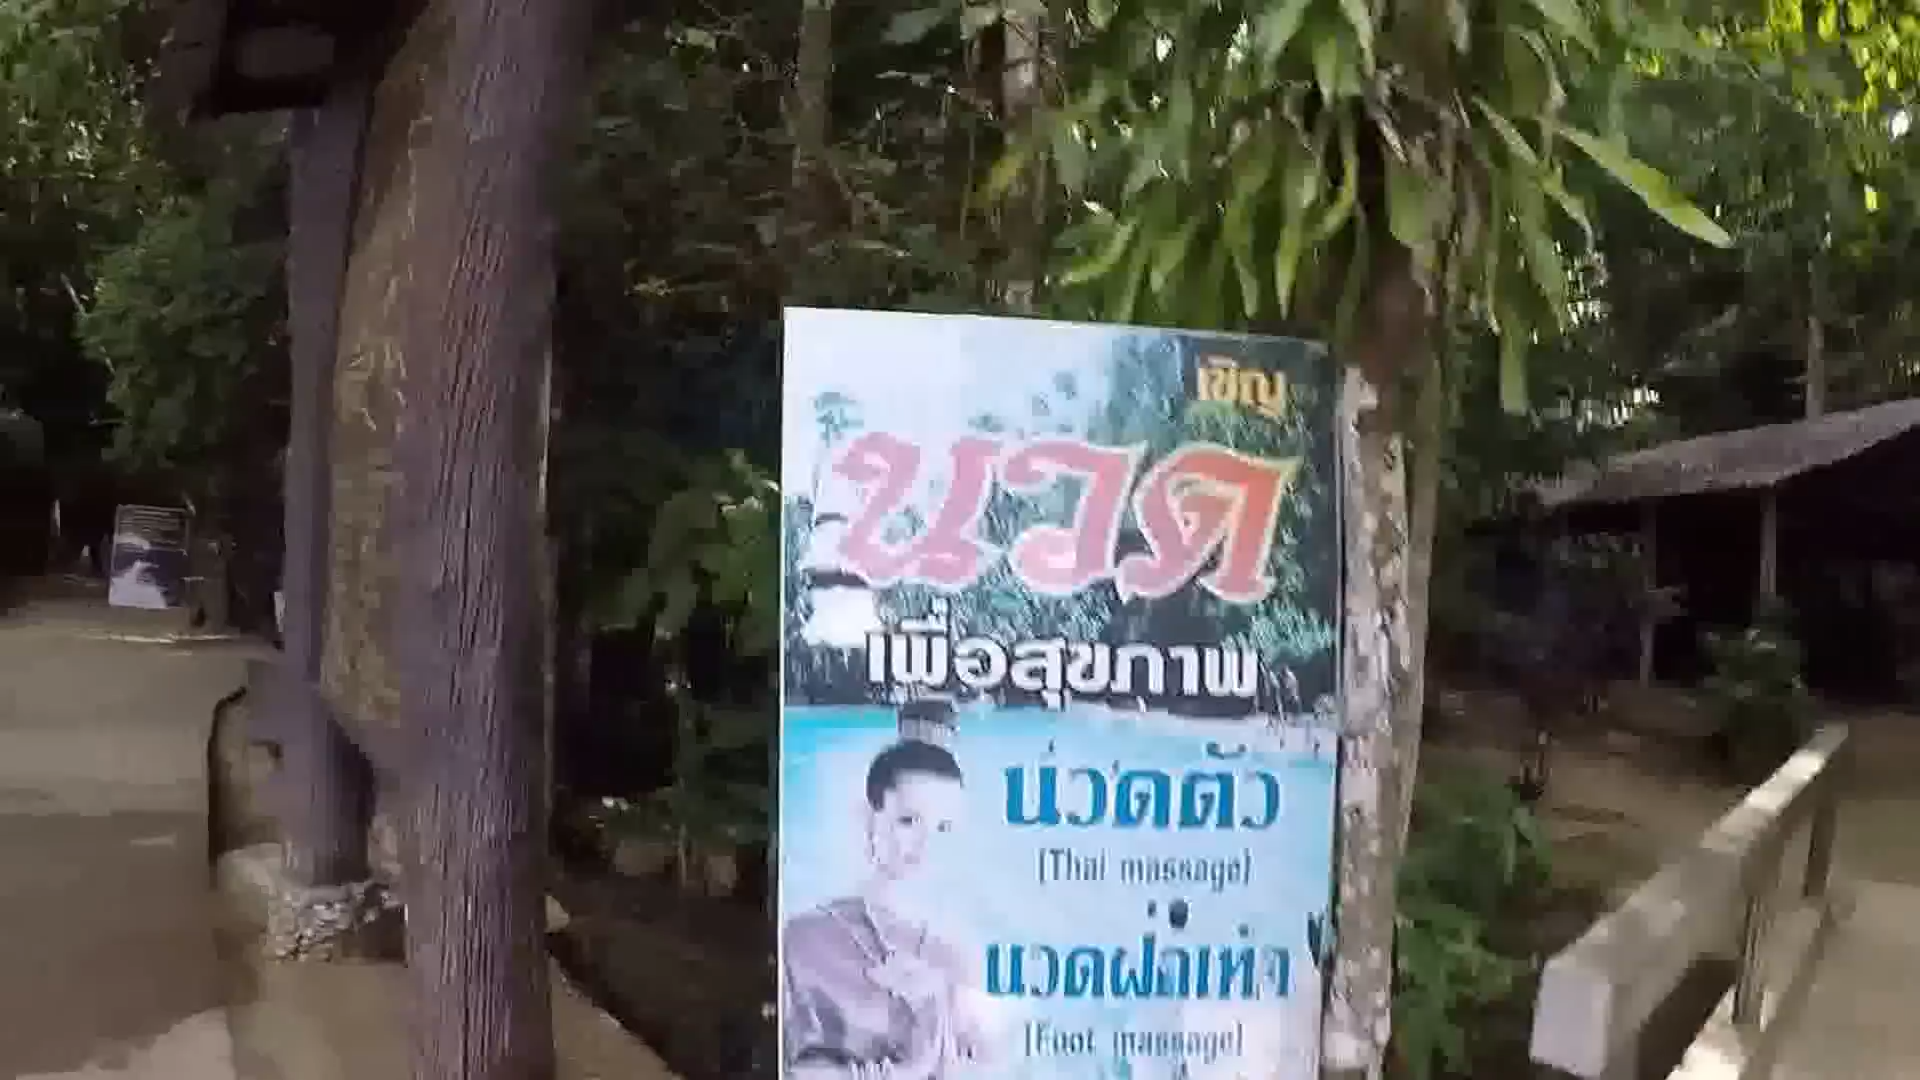 เชิญ
นวด
เพื่อสุขภาพ
นวดตัว
(Thai massage)
นวดฝ่าเท้า
(Foot massage)